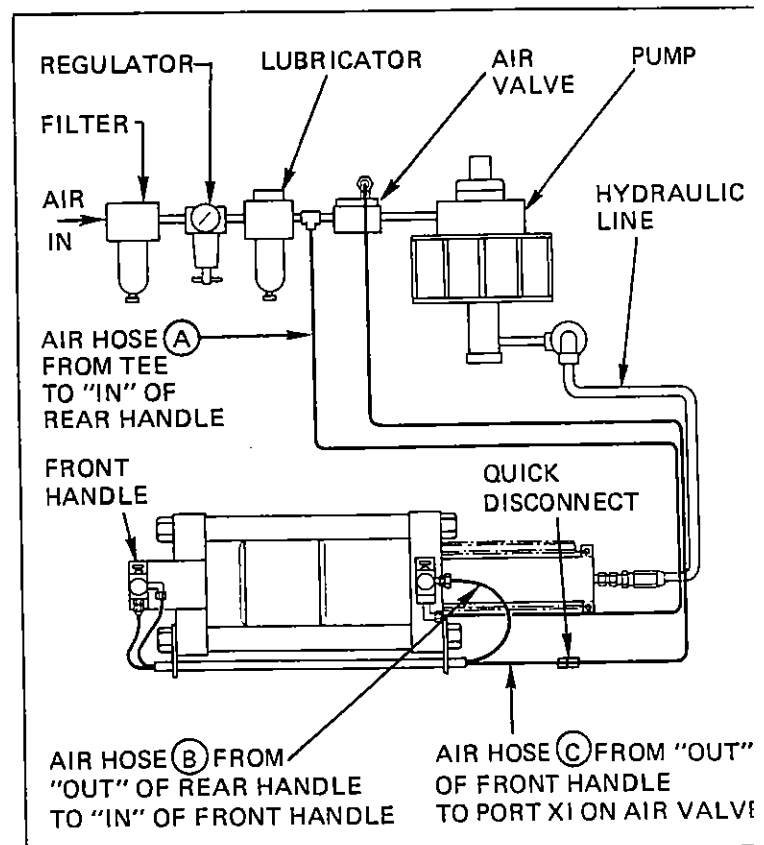 REGULATOR
LUBRICATOR
AIR
VALVE
PUMP
FILTER
AIR
IN
HYDRAULIC
LINE
AIR HOSE A
FROM TEE
TO "IN" OF
REAR HANDLE
FRONT
HANDLE
QUICK
DISCONNECT
AIR HOSE B FROM
"OUT" OF REAR HANDLE
TO "IN" OF FRONT HANDLE
AIR HOSE C FROM "OUT"
OF FRONT HANDLE
TO PORT XI ON AIR VALVE